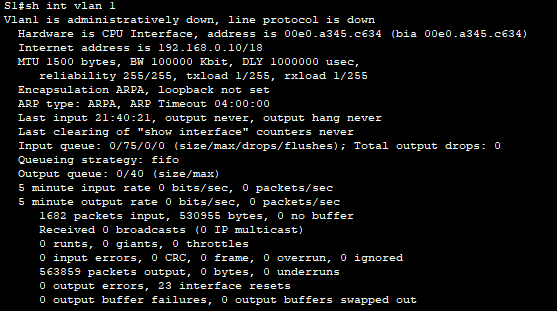 S1#sh int vlan 1
Vlan1 is administratively down, line protocol is down
Hardware is CPU Interface, address is 00e0.a345.c634 (bia 00e0.a345.c634)
Internet address is 192.168.0.10/18
MTU 1500 bytes, BW 100000 Kbit, DLY 1000000 usec,
reliability 255/255, txload 1/255, rxload 1/255
Encapsulation ARPA, loopback not set
ARP type: ARPA, ARP Timeout 04:00:00
Last input 21:40:21, output never, output hang never
Last clearing of "show interface" counters never
Input queue: 0/75/0/0 (size/max/drops/flushes); Total output drops: 0
Queueing strategy: fifo
Output queue: 0/40 (size/max)
5 minute input rate 0 bits/sec, 0 packets/sec
5 minute output rate 0 bits/sec, 0 packets/sec
1682 packets input, 530955 bytes, 0 no buffer
Received 0 broadcasts (0 IP multicast)
0 runts, 0 giants, 0 throttles
0 input errors, 0 CRC, 0 frame, 0 overrun, 0 ignored
563859 packets output, 0 bytes, 0 underruns
0 output errors, 23 interface resets
0 output buffer failures, 0 output buffers swapped out